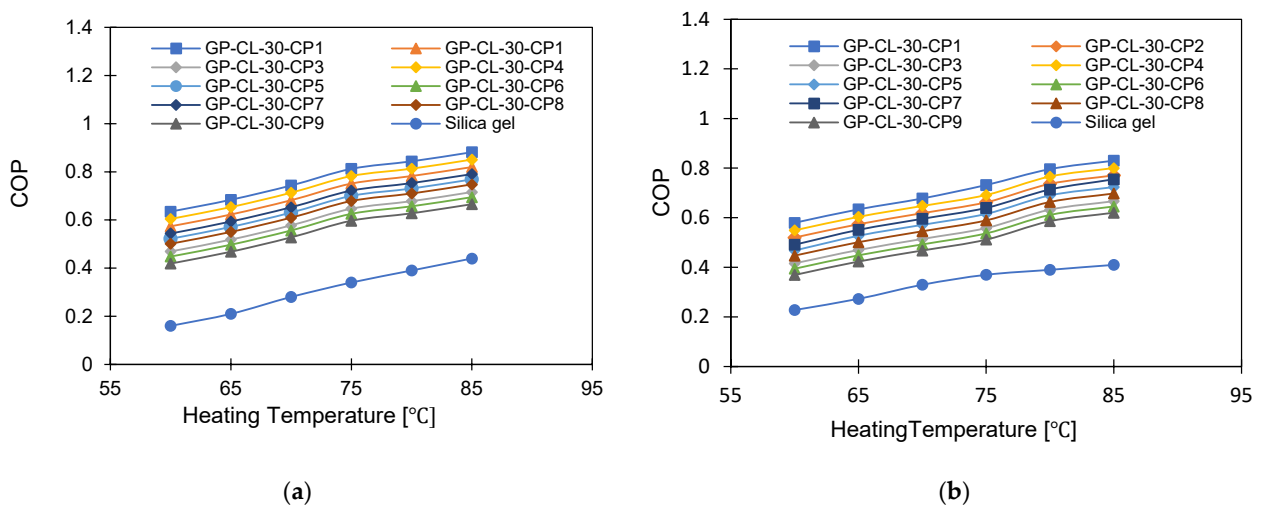 1.4
1.2
1
0.8
0.6
0.4
0.2
0
COP
GP-CL-30-CP1 GP-CL-30-CP1
GP-CL-30-CP3 GP-CL-30-CP4
GP-CL-30-CP5 GP-CL-30-CP6
GP-CL-30-CP7 GP-CL-30-CP8
GP-CL-30-CP9 Silica gel
55 65 75 85 95
Heating Temperature [°C]
(a)
1.4
1.2
1
0.8
0.6
0.4
0.2
0
COP
GP-CL-30-CP1 GP-CL-30-CP2
GP-CL-30-CP3 GP-CL-30-CP4
GP-CL-30-CP5 GP-CL-30-CP6
GP-CL-30-CP7 GP-CL-30-CP8
GP-CL-30-CP9 Silica gel
55 65 75 85 95
HeatingTemperature [°C]
(b)